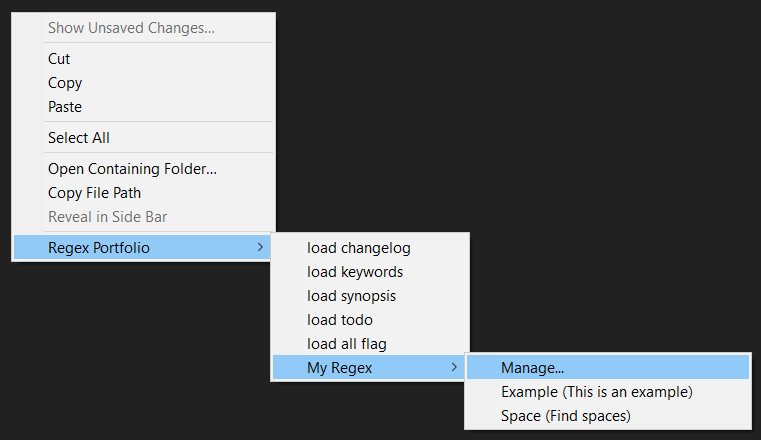 Show Unsaved Changes...
Cut
Copy
Paste
Select All
Open Containing Folder...
Copy File Path
Reveal in Side Bar
Regex Portfolio
load changelog
load keywords
load synopsis
load todo
load all flag
My Regex
Manage...
Example (This is an example)
Space (Find spaces)